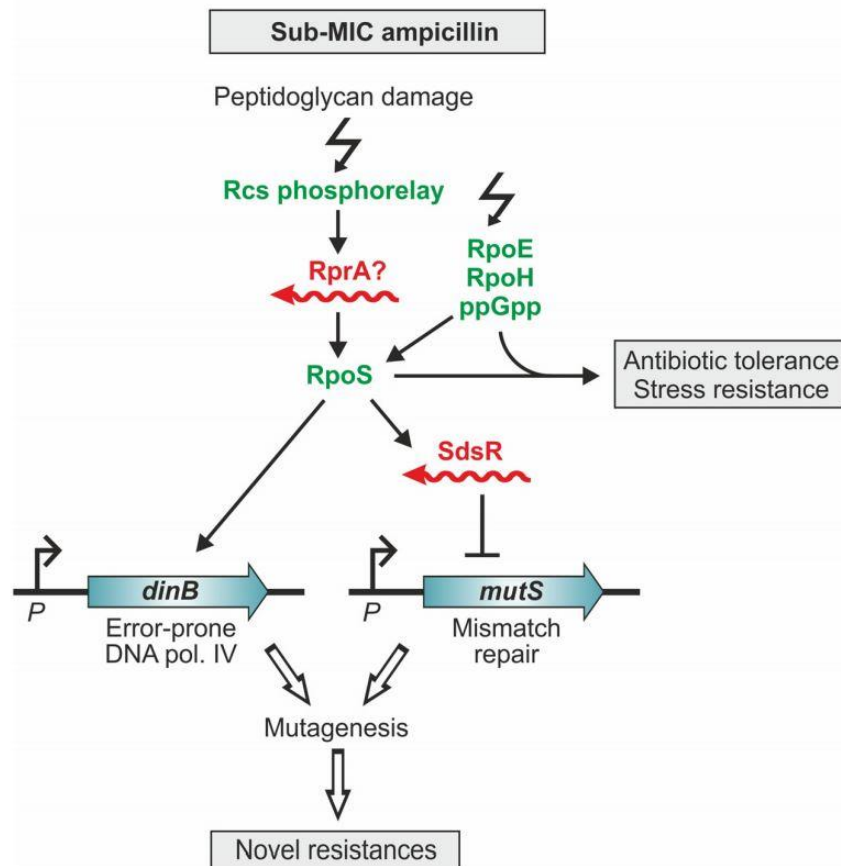 Sub-MIC ampicillin
Peptidoglycan damage
Rcs phosphorelay
RpoE
RpoH
ppGpp
RprA?
RpoS
Antibiotic tolerance
Stress resistance
SdsR
dinB
mutS
P
P
Error-prone
DNA pol. IV
Mismatch
repair
Mutagenesis
Novel resistances